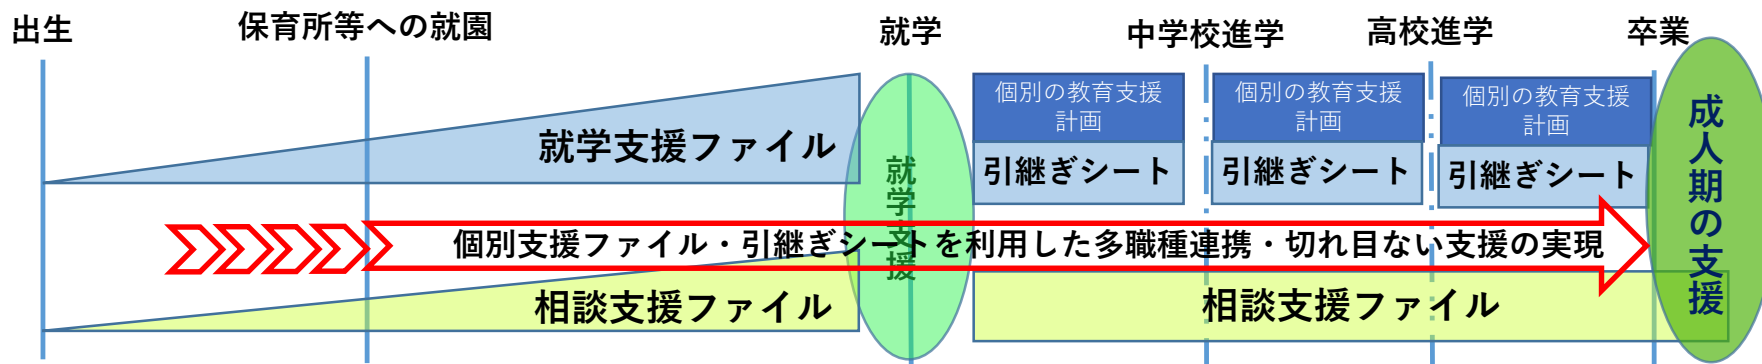 出生
保育所等への就園
就学
中学校進学
高校進学
卒業
就学支援ファイル
就学支援
個別の教育支援
計画
引継ぎシート
個別の教育支援
計画
引継ぎシート
個別の教育支援
計画
引継ぎシート
成人期の支援
個別支援ファイル・引継ぎシートを利用した多職種連携・切れ目ない支援の実現
相談支援ファイル
相談支援ファイル